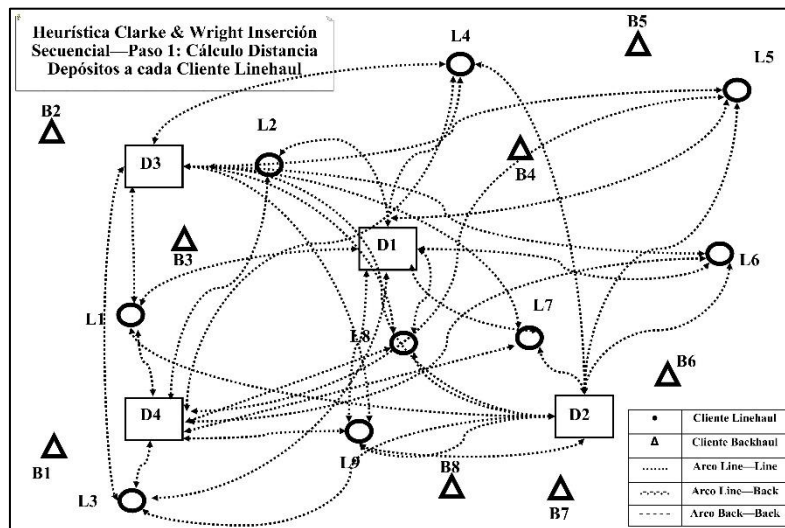 Heurística Clarke & Wright Inserción
Secuencial—Paso 1: Cálculo Distancia
Depósitos a cada Cliente Linehaul
B5
L4
L5
B2
L2
D3
B4
D1
B3
L6
L1
L8
L7
B6
D4
D2
B1
L9
L3
B8
B7
Cliente Linehaul
Cliente Backhaul
Arco Line—Line
Arco Line—Back
Arco Back—Back